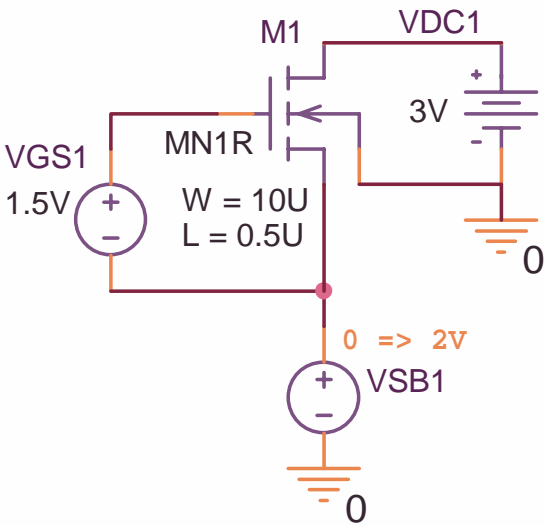 VDC1
M1
3V
MN1R
VGS1
1.5V
W = 10U
L = 0.5U
0
0 => 2V
VSB1
0